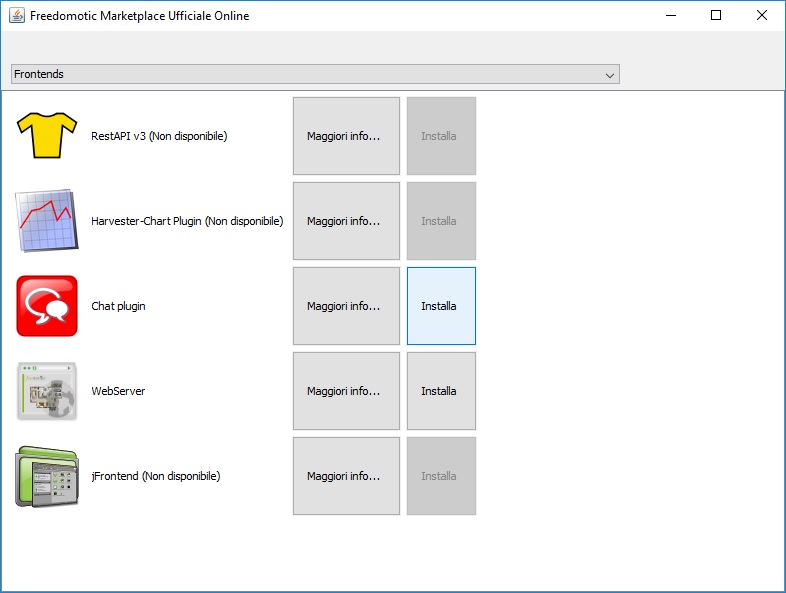 Freedomotic Marketplace Ufficiale Online
Frontends
RestAPI v3 (Non disponibile) Maggiori info... Installa
Harvester-Chart Plugin (Non disponibile) Maggiori info... Installa
Chat plugin Maggiori info... Installa
WebServer Maggiori info... Installa
jFrontend (Non disponibile) Maggiori info... Installa